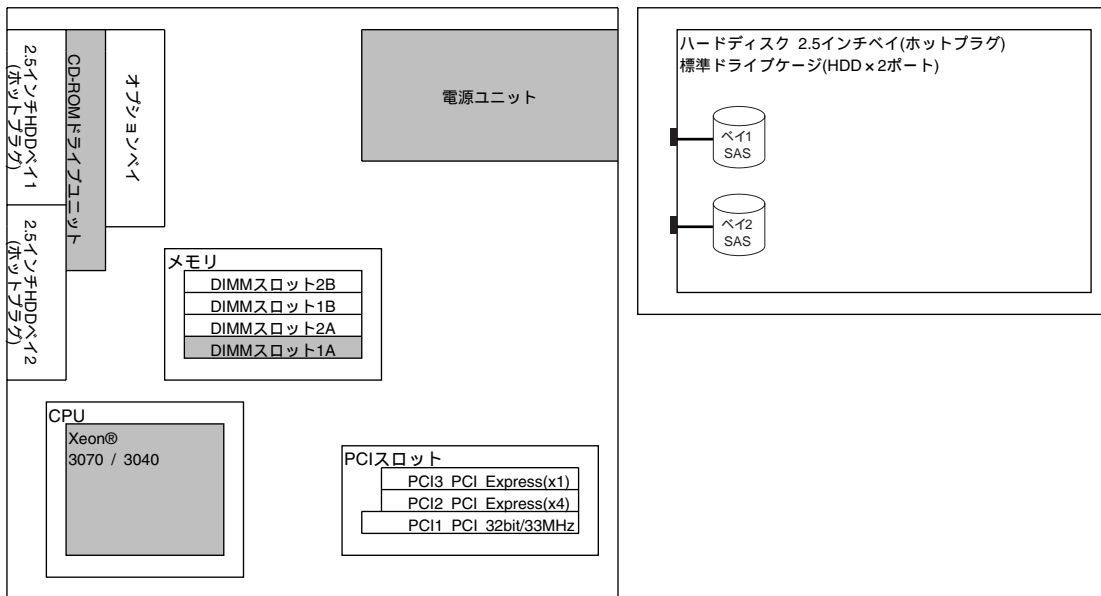 2.5インチHDDベイ1
(ホットプラグ)
CD-ROMドライブユニット
オプションベイ
2.5インチHDDベイ2
(ホットプラグ)
電源ユニット
メモリ
DIMMスロット2B
DIMMスロット1B
DIMMスロット2A
DIMMスロット1A
CPU
Xeon®
3070 / 3040
PCIスロット
PCI3 PCI Express(x1)
PCI2 PCI Express(x4)
PCI1 PCI 32bit/33MHz
ハードディスク 2.5インチベイ(ホットプラグ)
標準ドライブケージ(HDD×2ポート)
ベイ1
SAS
ベイ2
SAS